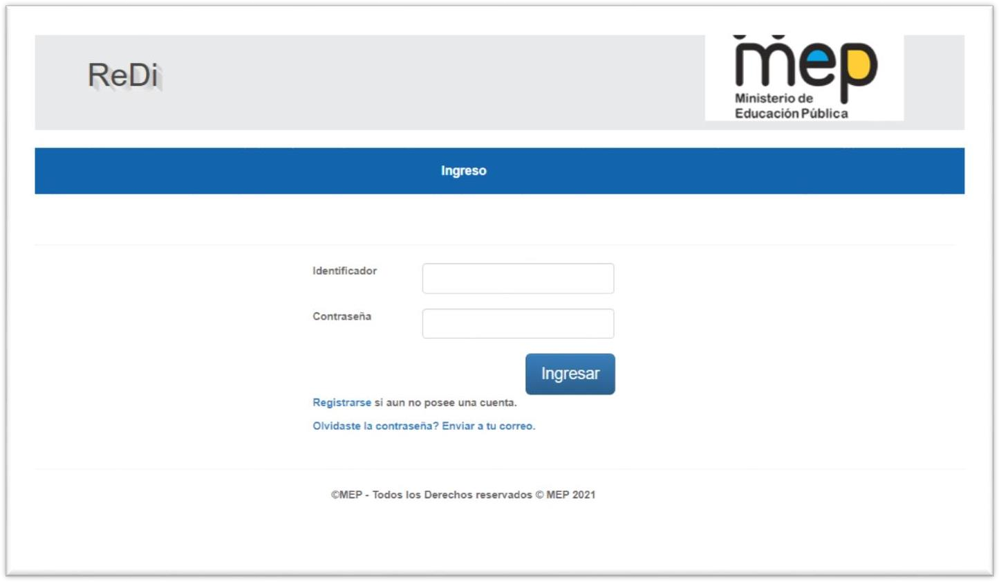 ReDi
mep
Ministerio de
Educación Pública
Ingreso
Identificador
Contraseña
Ingresar
Registrarse si aun no posee una cuenta.
Olvidaste la contraseña? Enviar a tu correo.
©MEP - Todos los Derechos reservados © MEP 2021